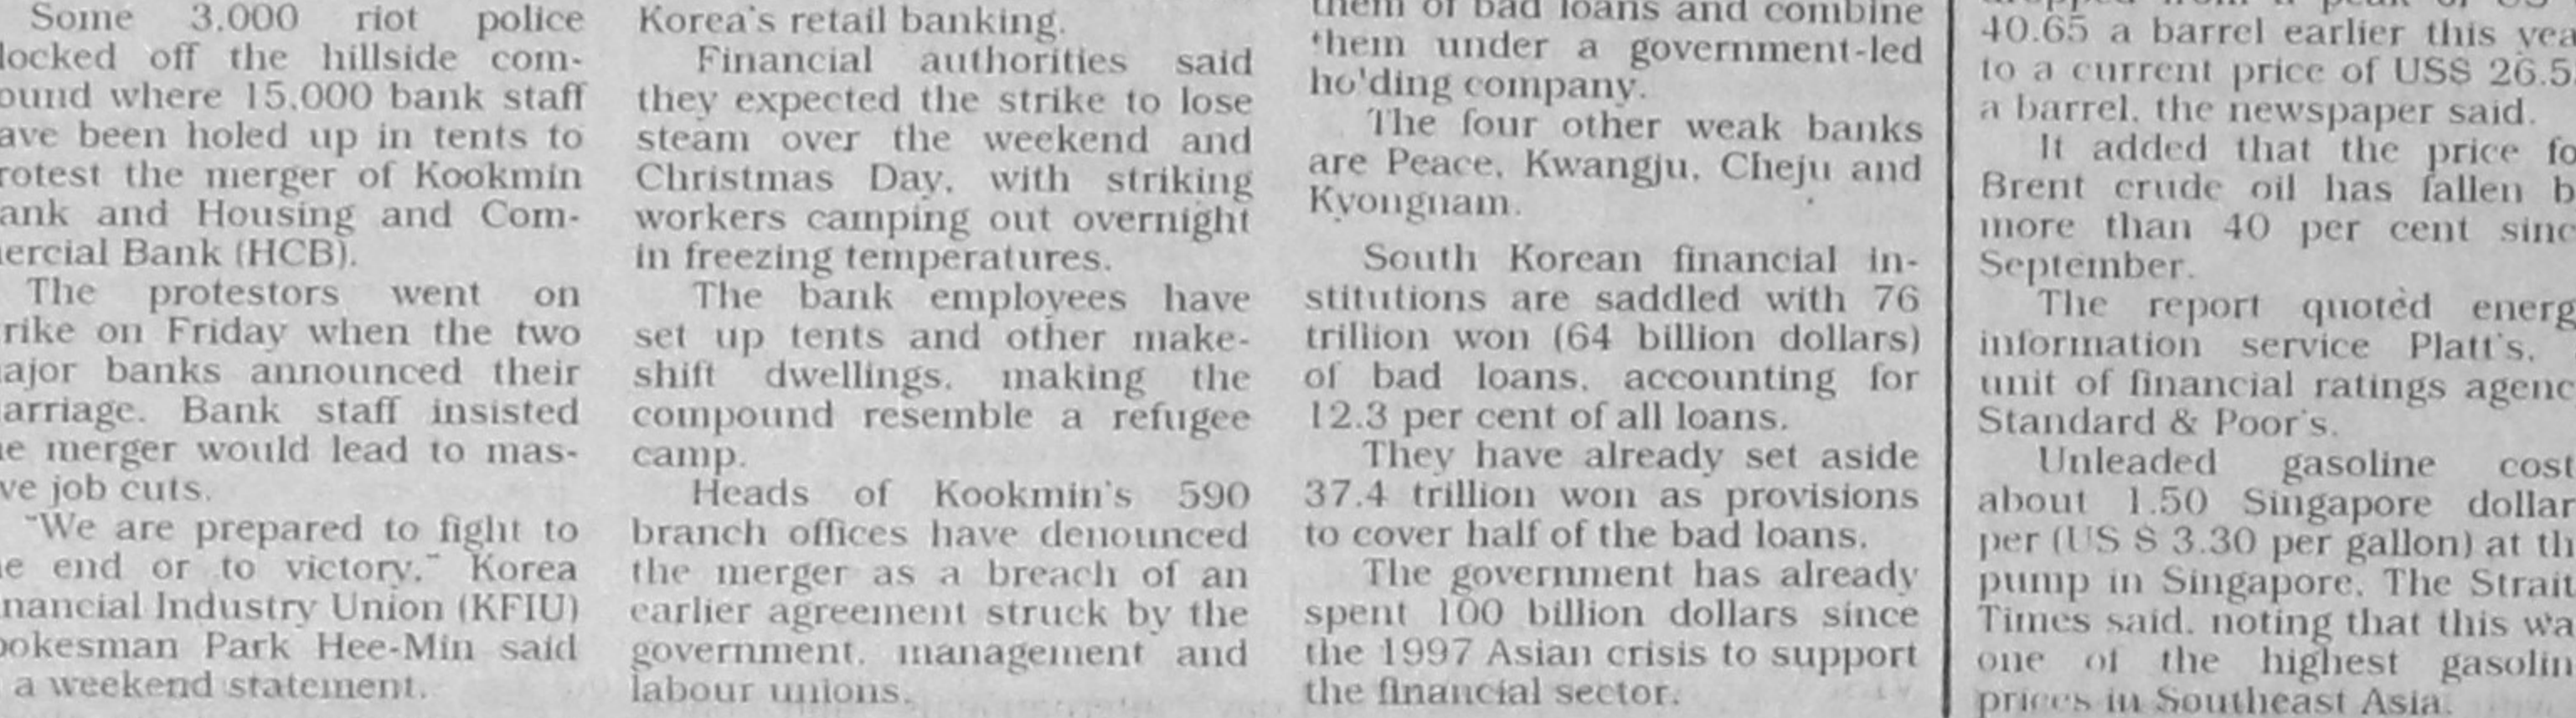 Some 3.000 riot police
locked off the hillside com-
ound where 15.000 bank staff
ave been holed up in tents to
rotest the merger of Kookmin
ank and Housing and Com-
ercial Bank (HCB).
The protestors went on
rike on Friday when the two
ajor banks announced their
arriage. Bank staff insisted
e merger would lead to mas-
ve job cuts.
"We are prepared to fight to
e end or to victory." Korea
nancial Industry Union (KFIU)
okesman Park Hee-Min said
a weekend statement.
Korea's retail banking.
Financial authorities said
they expected the strike to lose
steam over the weekend and
Christmas Day, with striking
workers camping out overnight
in freezing temperatures.
The bank employees have
set up tents and other make-
shift dwellings, making the
compound resemble a refugee
camp.
Heads of Kookmin's 590
branch offices have denounced
the merger as a breach of an
earlier agreement struck by the
government, management and
labour unions.
them of bad loans and combine
them under a government-led
ho'ding company.
The four other weak banks
are Peace, Kwangju, Cheju and
Kyongnam.
South Korean financial in-
stitutions are saddled with 76
trillion won (64 billion dollars)
of bad loans, accounting for
12.3 per cent of all loans.
They have already set aside
37.4 trillion won as provisions
to cover half of the bad loans.
The government has already
spent 100 billion dollars since
the 1997 Asian crisis to support
the financial sector.
40.65 a barrel earlier this yea
to a current price of US$ 26.5
a barrel, the newspaper said.
It added that the price fo
Brent crude oil has fallen b
more than 40 per cent sinc
September.
The report quoted energ
information service Platt's,
unit of financial ratings agenc
Standard & Poor's.
Unleaded gasoline cost
about 1.50 Singapore dollar
per (US $ 3.30 per gallon) at th
pump in Singapore, The Strait
Times said, noting that this wa
one of the highest gasolin
prices in Southeast Asia.